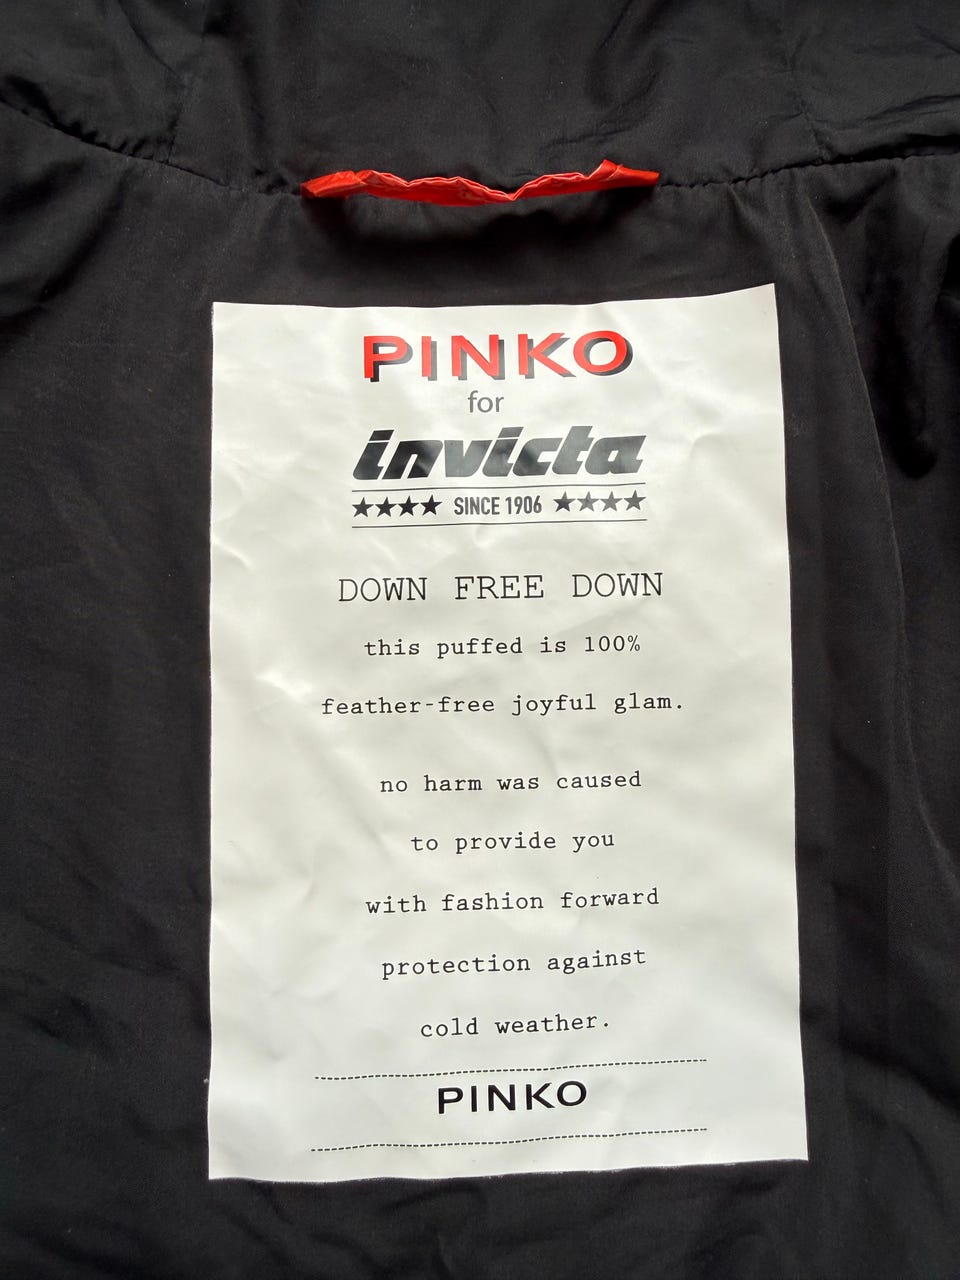 PINKO
for
invicta
★★★★ SINCE 1906 ★★★★
DOWN FREE DOWN
this puffed is 100%
feather-free joyful glam.
no harm was caused
to provide you
with fashion forward
protection against
cold weather.
PINKO